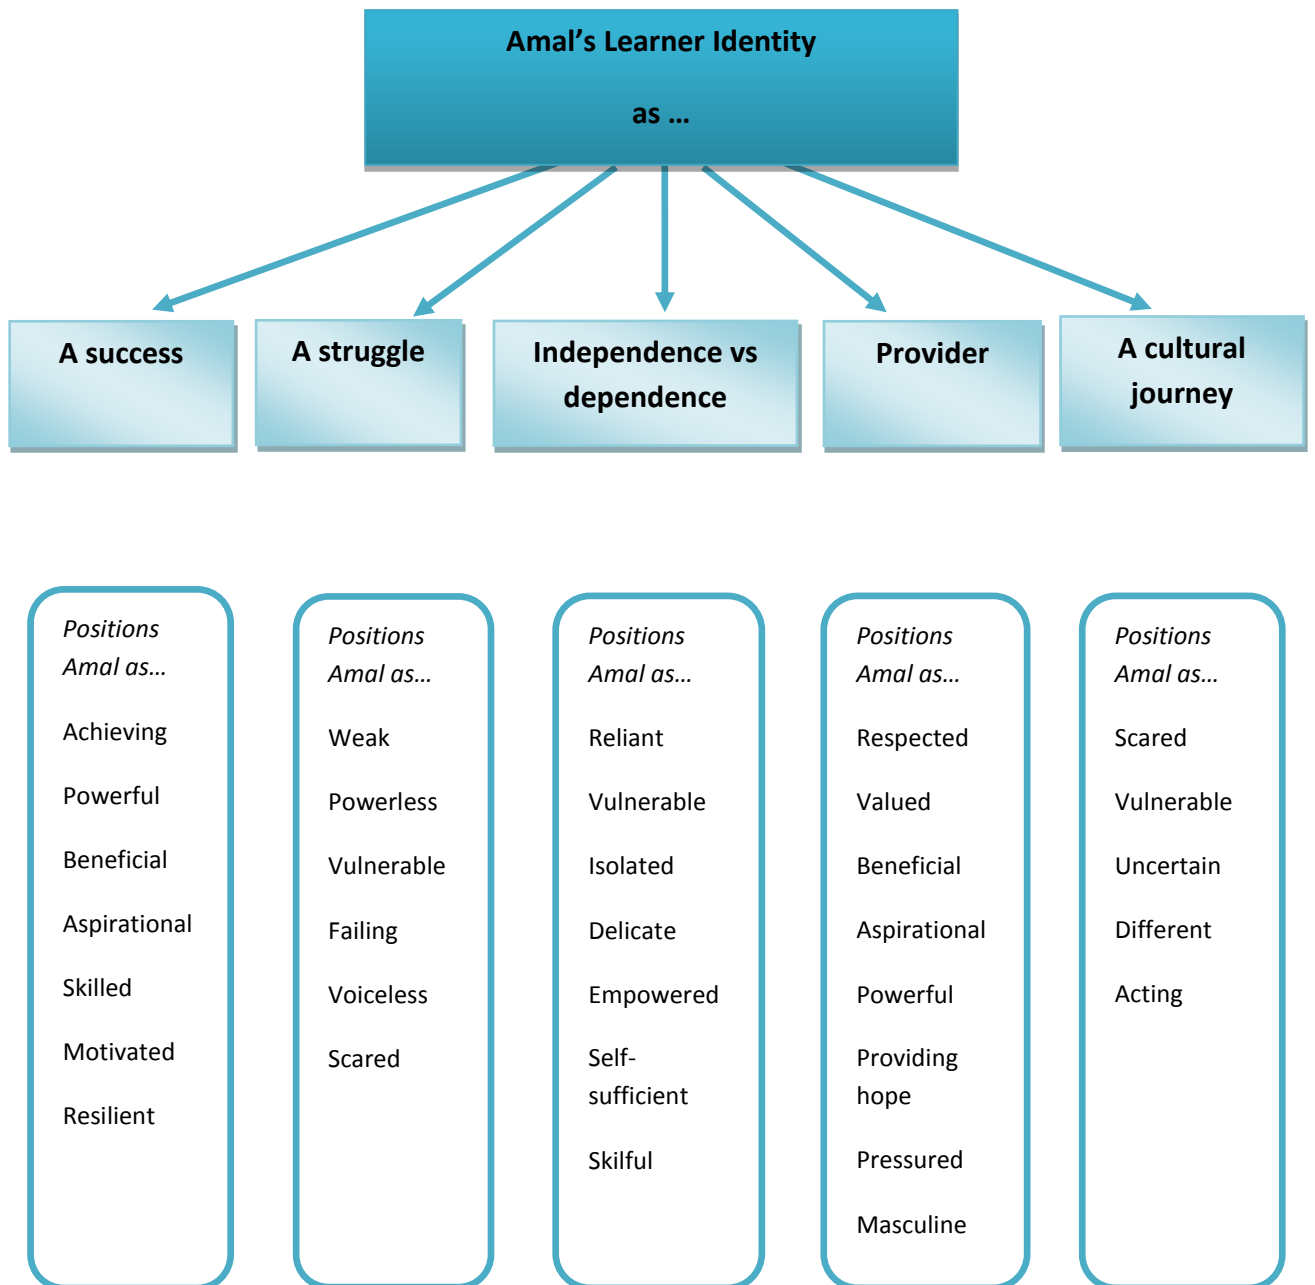 Amal’s Learner Identity
as …
A success
A struggle
Independence vs
dependence
Provider
A cultural
journey
Positions
Amal as…
Achieving
Powerful
Beneficial
Aspirational
Skilled
Motivated
Resilient
Positions
Amal as…
Weak
Powerless
Vulnerable
Failing
Voiceless
Scared
Positions
Amal as…
Reliant
Vulnerable
Isolated
Delicate
Empowered
Self-
sufficient
Skilful
Positions
Amal as…
Respected
Valued
Beneficial
Aspirational
Powerful
Providing
hope
Pressured
Masculine
Positions
Amal as…
Scared
Vulnerable
Uncertain
Different
Acting